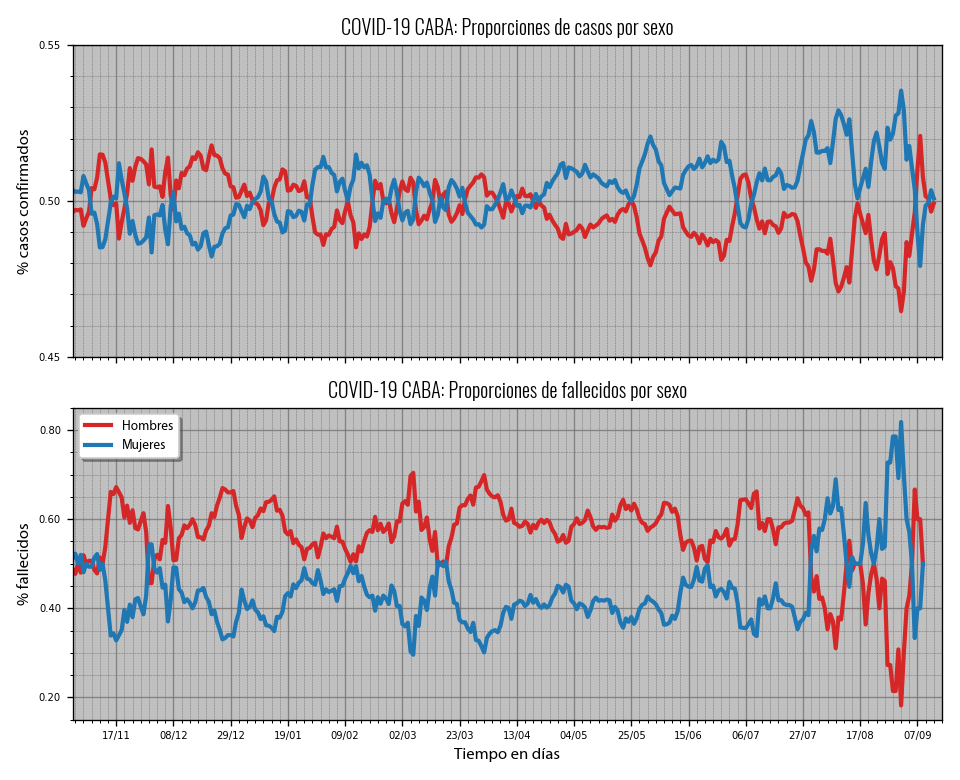 COVID-19 CABA: Proporciones de casos por sexo
0.55
0.50
0.45
% casos confirmados
COVID-19 CABA: Proporciones de fallecidos por sexo
Hombres
Mujeres
0.80
0.60
0.40
0.20
% fallecidos
17/11 08/12 29/12 19/01 09/02 02/03 23/03 13/04 04/05 25/05 15/06 06/07 27/07 17/08 07/09
Tiempo en días